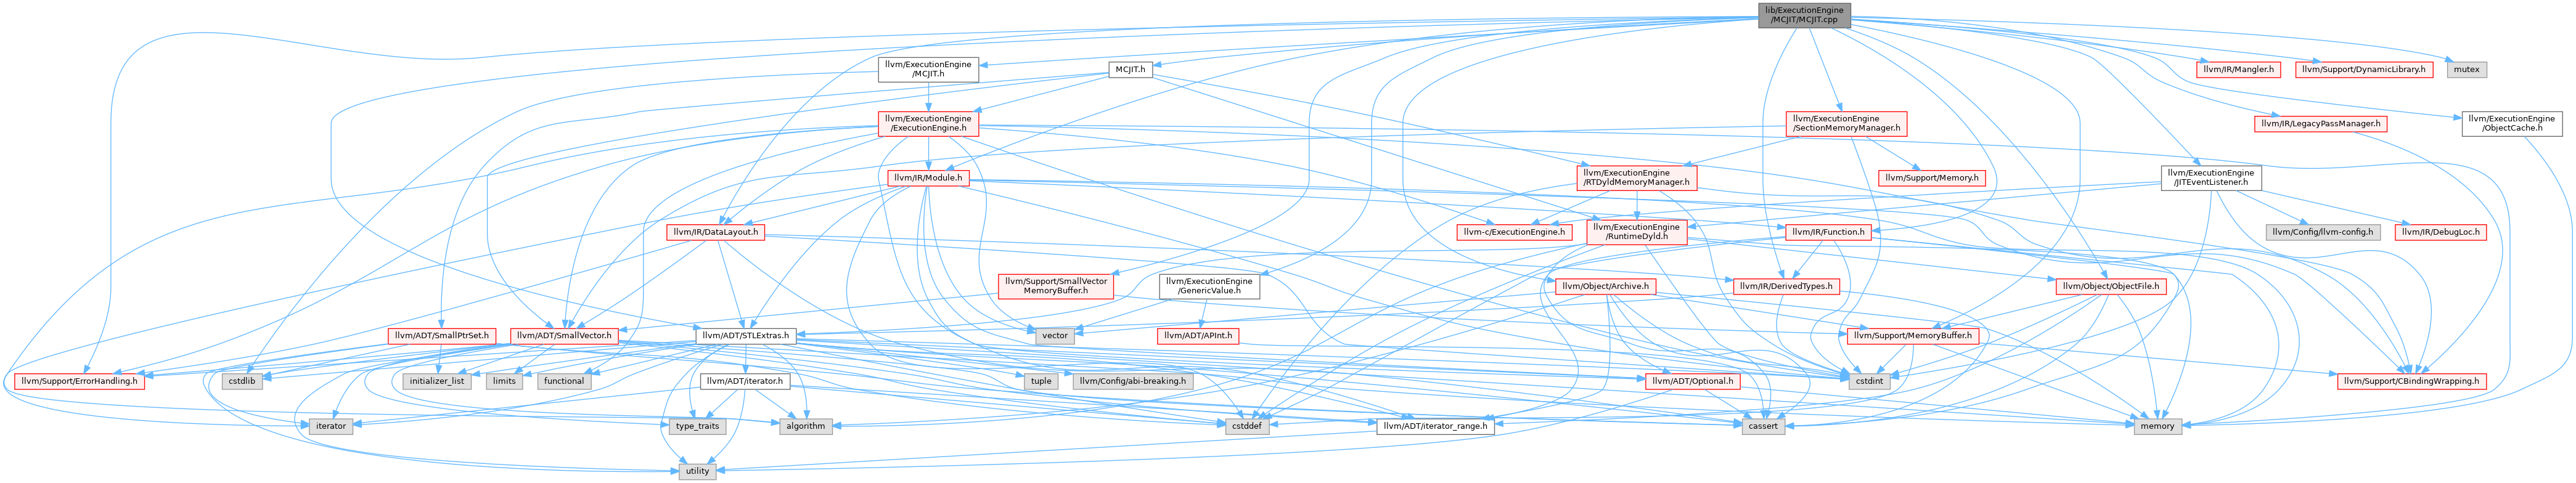 lib/ExecutionEngine
/MCJIT/MCJIT.cpp
llvm/ExecutionEngine
/MCJIT.h
MCJIT.h
llvm/IR/Mangler.h
llvm/Support/DynamicLibrary.h
mutex
llvm/ExecutionEngine
/ExecutionEngine.h
llvm/ExecutionEngine
/SectionMemoryManager.h
llvm/IR/LegacyPassManager.h
llvm/ExecutionEngine
/ObjectCache.h
llvm/IR/Module.h
llvm/ExecutionEngine
/RTDyldMemoryManager.h
llvm/Support/Memory.h
llvm/ExecutionEngine
/JITEventListener.h
llvm/IR/DataLayout.h
llvm-c/ExecutionEngine.h
llvm/ExecutionEngine
/RuntimeDyld.h
llvm/IR/Function.h
llvm/Config/llvm-config.h
llvm/IR/DebugLoc.h
llvm/Support/SmallVector
MemoryBuffer.h
llvm/ExecutionEngine
/GenericValue.h
llvm/Object/Archive.h
llvm/IR/DerivedTypes.h
llvm/Object/ObjectFile.h
llvm/ADT/SmallPtrSet.h
llvm/ADT/SmallVector.h
llvm/ADT/STLExtras.h
vector
llvm/ADT/APInt.h
llvm/Support/MemoryBuffer.h
llvm/Support/ErrorHandling.h
cstdlib
initializer_list
limits
functional
llvm/ADT/iterator.h
tuple
llvm/Config/abi-breaking.h
llvm/ADT/Optional.h
cstdint
llvm/Support/CBindingWrapping.h
iterator
type_traits
algorithm
cstddef
llvm/ADT/iterator_range.h
cassert
memory
utility